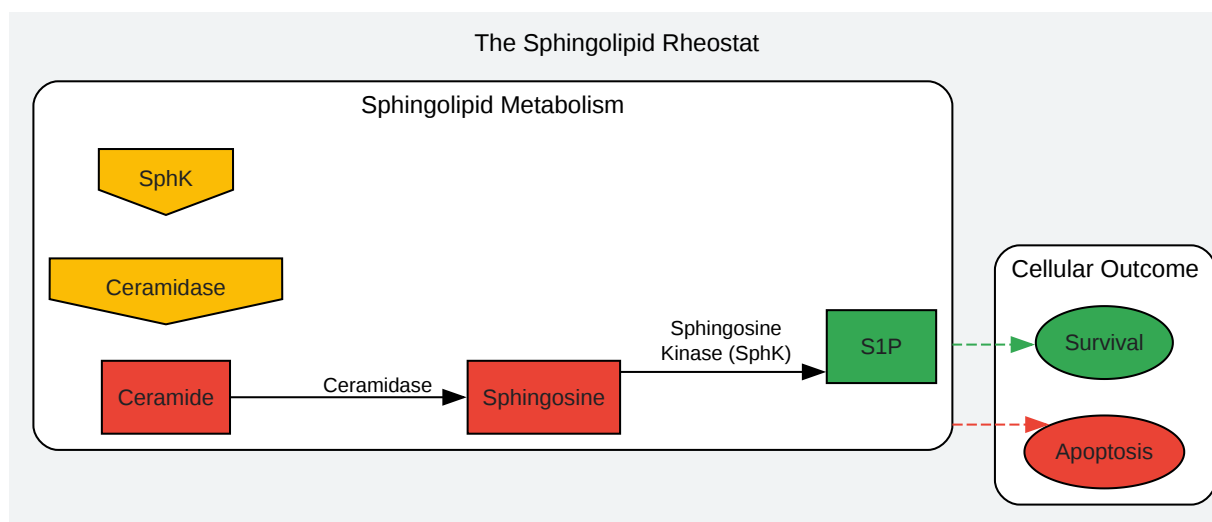 The Sphingolipid Rheostat
Sphingolipid Metabolism
SphK
Ceramidase
Ceramide
Ceramidase
Sphingosine
Sphingosine
Kinase (SphK)
S1P
Cellular Outcome
Survival
Apoptosis